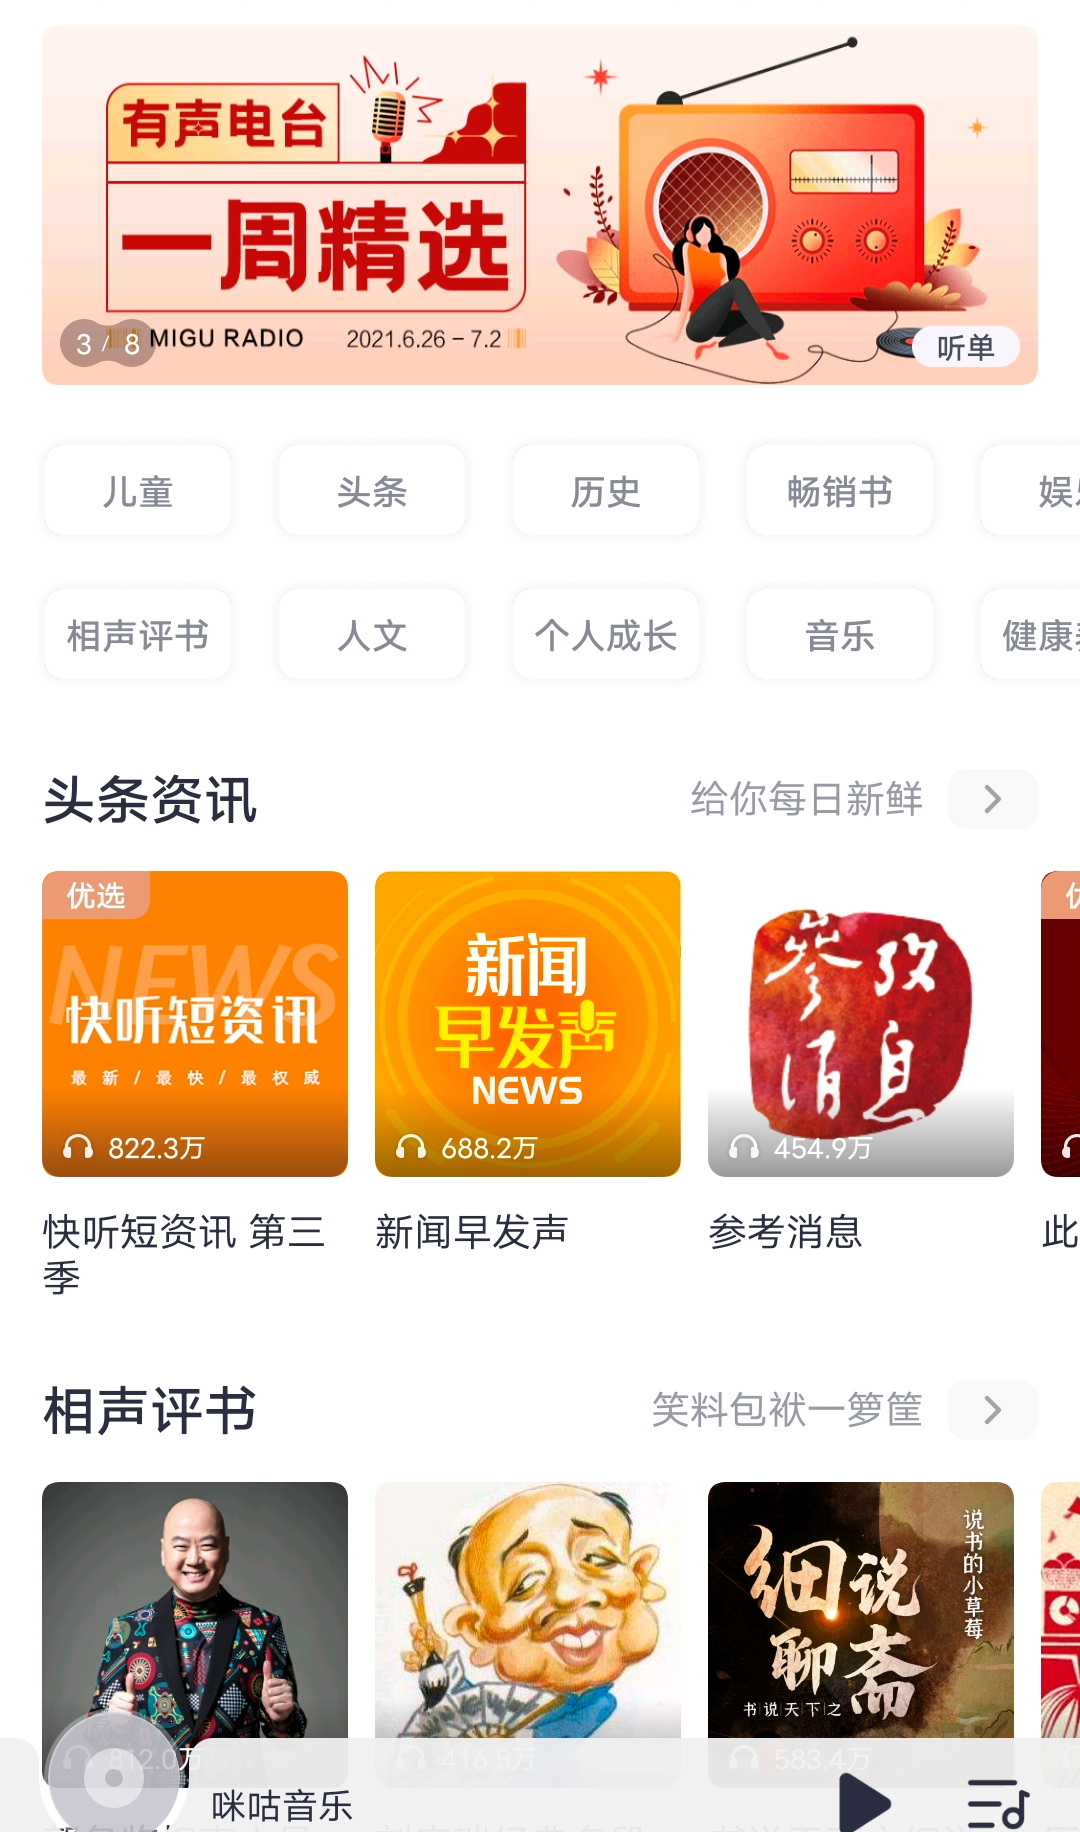 有声电台
一周精选
3 / 8
MIGU RADIO
2021.6.26 – 7.2
听单
儿童
头条
历史
畅销书
娱
相声评书
人文
个人成长
音乐
健康
头条资讯
给你每日新鲜
优选
NEWS
快听短资讯
最新/最快/最权威
822.3万
新闻
早发声
NEWS
688.2万
参考
消息
454.9万
快听短资讯 第三
季
新闻早发声
参考消息
此
相声评书
笑料包袱一箩筐
细说
聊斋
说书的小草莓
书说天下之
812.0万
416.5万
583.4万
咪咕音乐